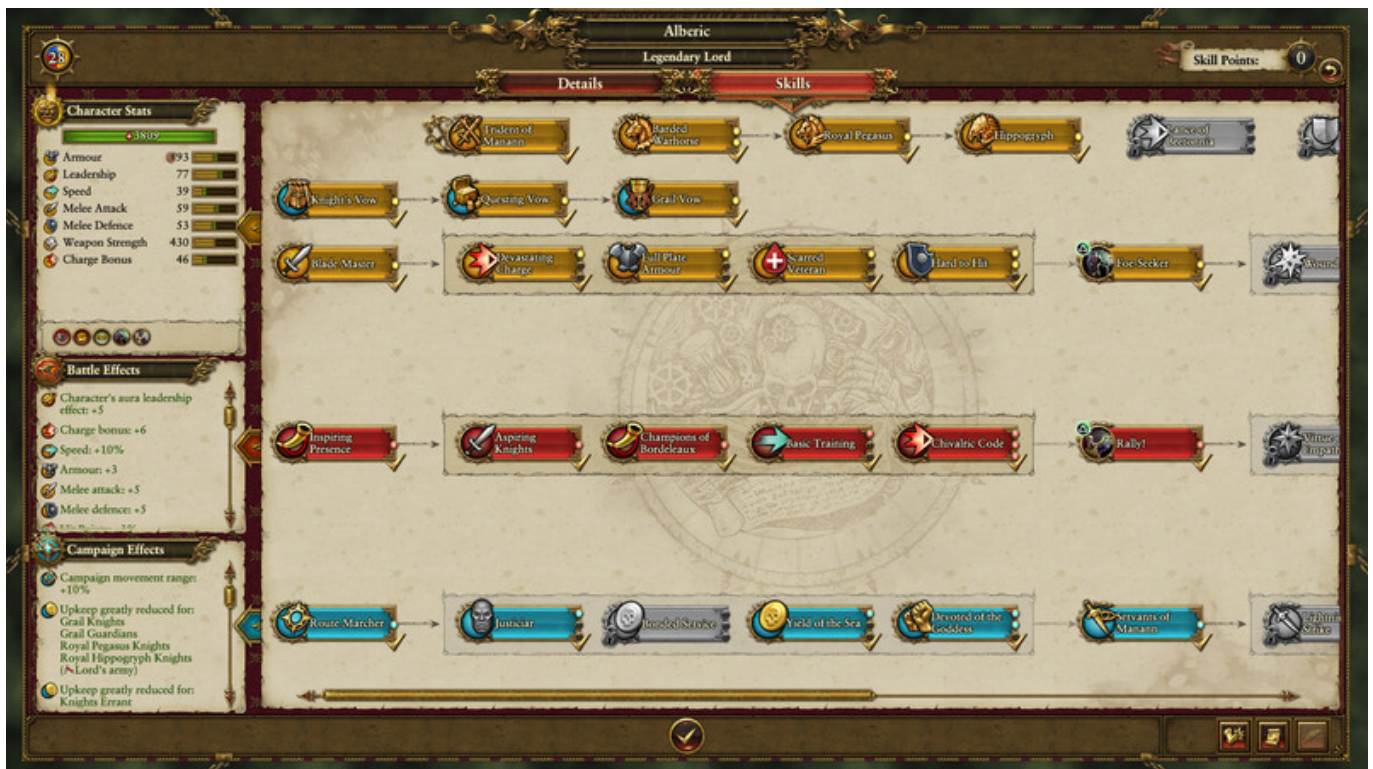 Alberic
Legendary Lord
28
Skill Points: 0
Details
Skills
Character Stats
3809
Armour 93
Leadership 77
Speed 39
Melee Attack 59
Melee Defence 53
Weapon Strength 430
Charge Bonus 46
Battle Effects
Character's aura leadership
effect: +5
Charge bonus: +6
Speed: +10%
Armour: +3
Melee attack: +5
Melee defence: +5
Campaign Effects
Campaign movement range:
+10%
Upkeep greatly reduced for:
Grail Knights
Grail Guardians
Royal Pegasus Knights
Royal Hippogryph Knights
(Lord's army)
Upkeep greatly reduced for:
Knights Errant
Trident of
Manann
Barded
Warhorse
Royal Pegasus
Hippogryph
Knight's Vow
Questing Vow
Grail Vow
Blade Master
Devastating
Charge
Full Plate
Armour
Scarred
Veteran
Hard to Hit
Foe-Seeker
Inspiring
Presence
Aspiring
Knights
Champions of
Bordeleaux
Basic Training
Chivalric Code
Rally!
Route Marcher
Justiciar
Bonded Service
Yield of the Sea
Devoted of the
Goddess
Servants of
Manann